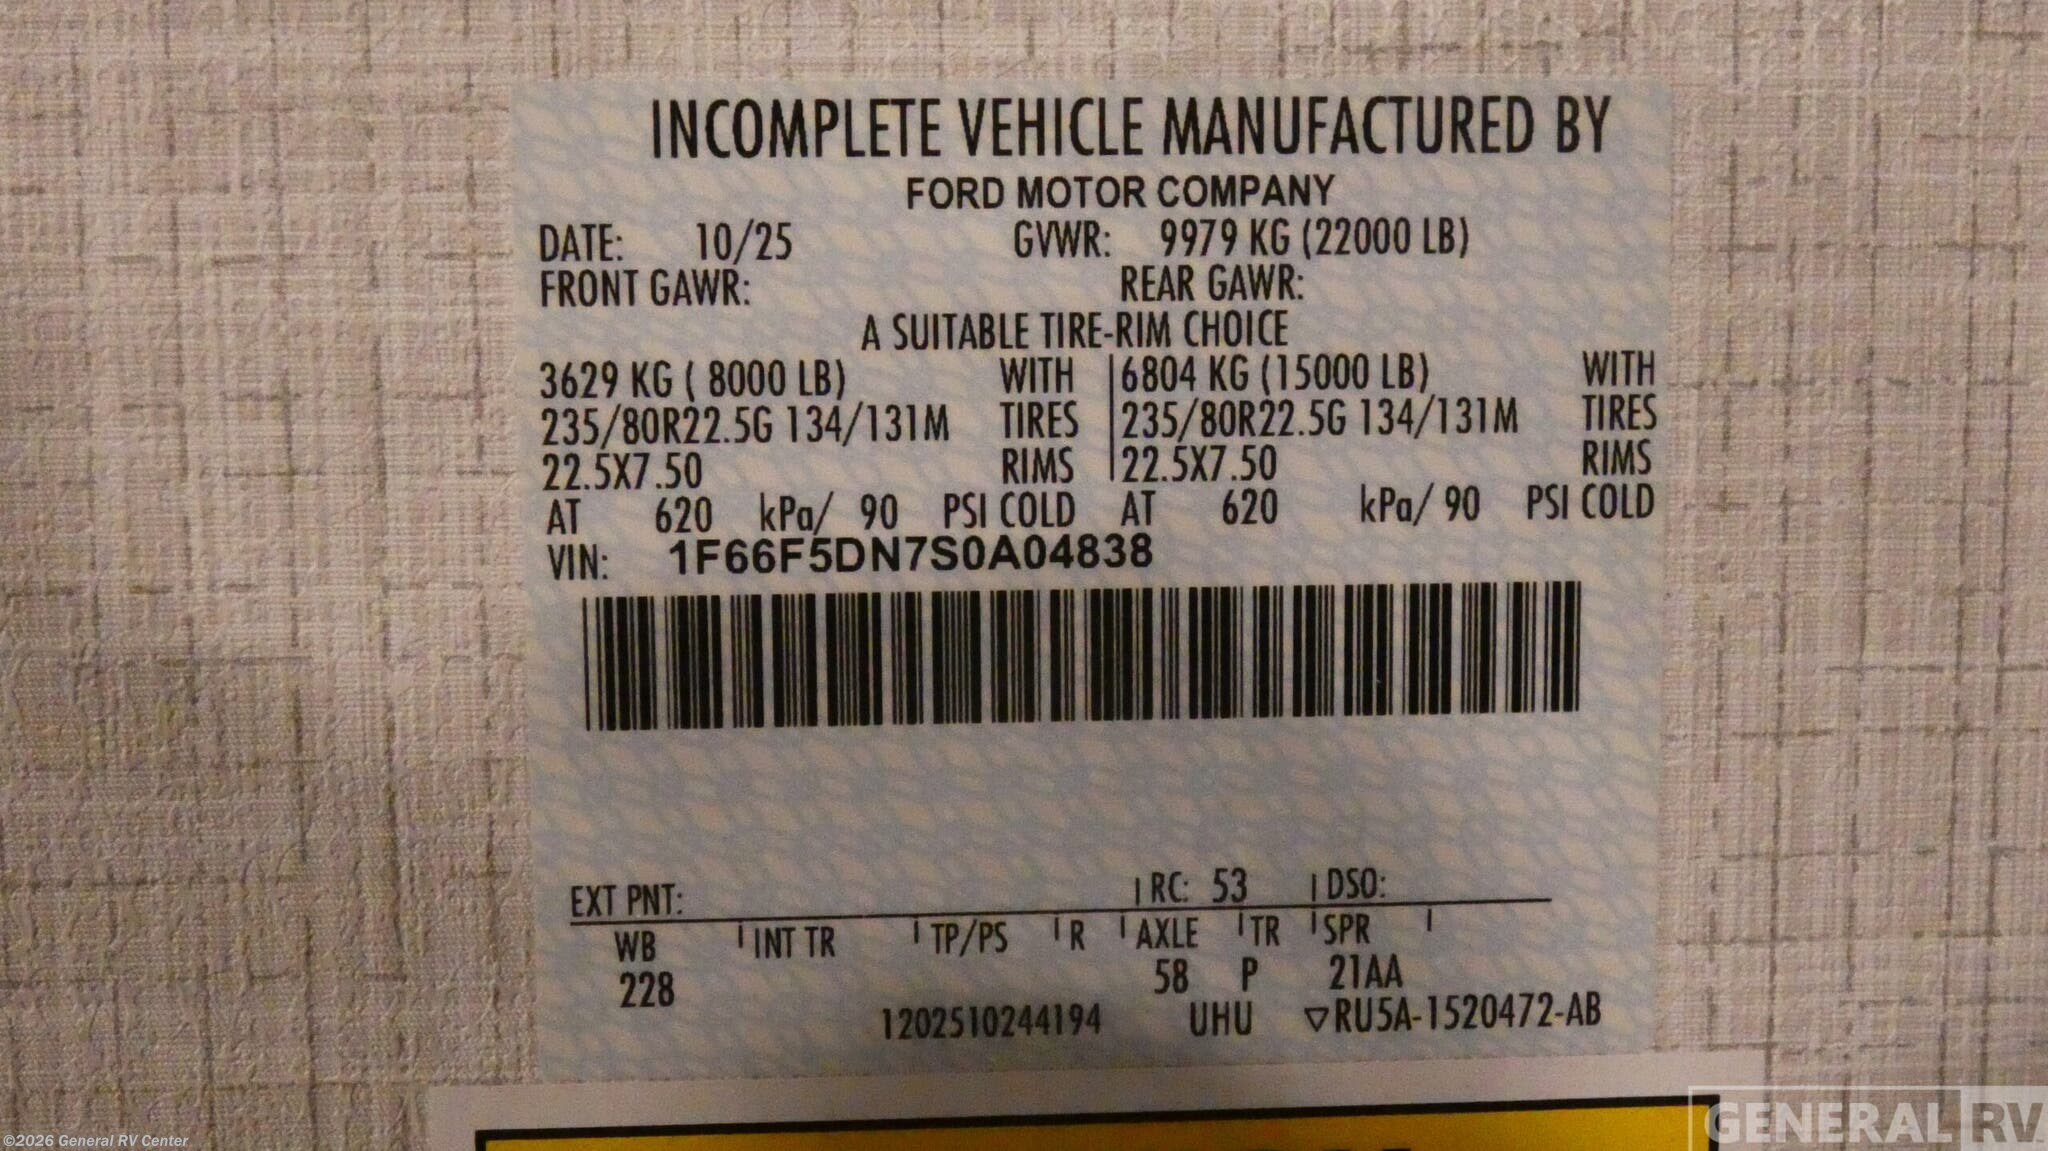 INCOMPLETE VEHICLE MANUFACTURED BY
FORD MOTOR COMPANY
DATE: 10/25 GVWR: 9979 KG (22000 LB)
FRONT GAWR: REAR GAWR:
A SUITABLE TIRE-RIM CHOICE
3629 KG ( 8000 LB) WITH 6804 KG (15000 LB) WITH
235/80R22.5G 134/131M TIRES 235/80R22.5G 134/131M TIRES
22.5X7.50 RIMS 22.5X7.50 RIMS
AT 620 kPa/ 90 PSI COLD AT 620 kPa/ 90 PSI COLD
VIN: 1F66F5DN7S0A04838
EXT PNT: RC: 53 DSO:
WB INT TR TP/PS R AXLE TR SPR
228 58 P 21AA
1202510244194 UHU ▽RU5A-1520472-AB
GENERAL RV
©2026 General RV Center